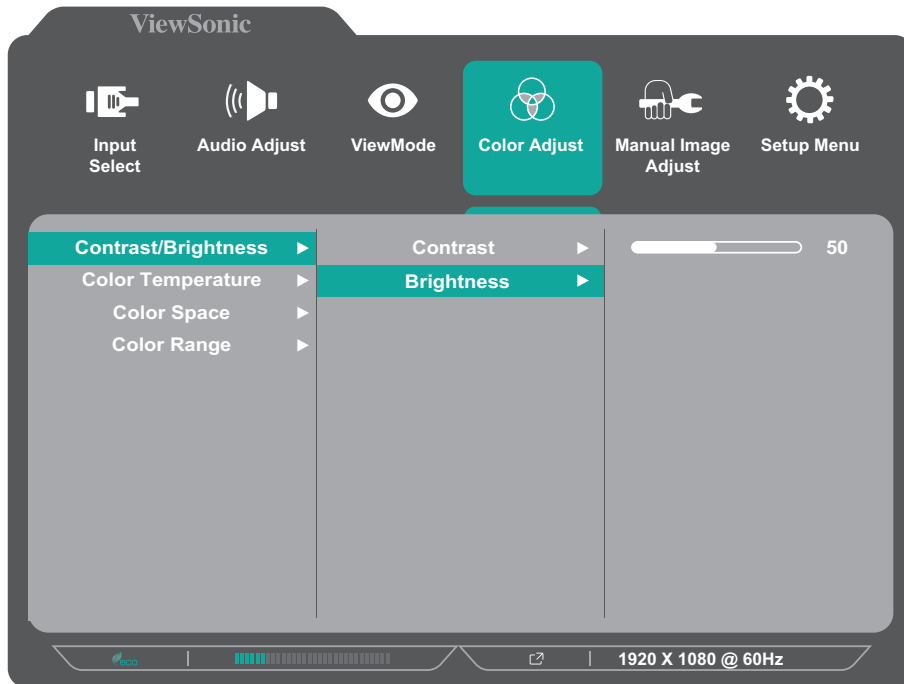 ViewSonic
Input
Select
Audio Adjust
ViewMode
Color Adjust
Manual Image
Adjust
Setup Menu
Contrast/Brightness
Color Temperature
Color Space
Color Range
Contrast
Brightness
50
eco
1920 X 1080 @ 60Hz